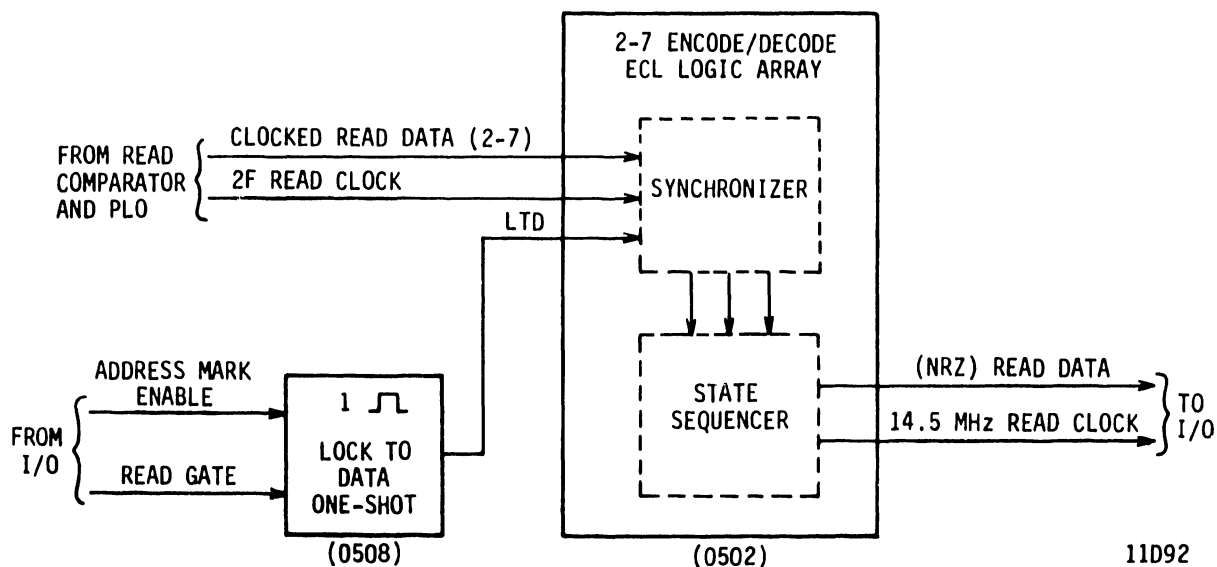 2-7 ENCODE/DECODE
ECL LOGIC ARRAY
CLOCKED READ DATA (2-7)
FROM READ
COMPARATOR
AND PLO
2F READ CLOCK
SYNCHRONIZER
LTD
ADDRESS MARK
ENABLE
FROM
I/O
READ GATE
1
LOCK TO
DATA
ONE-SHOT
(0508)
STATE
SEQUENCER
(NRZ) READ DATA
14.5 MHz READ CLOCK
TO
I/O
(0502)
11D92